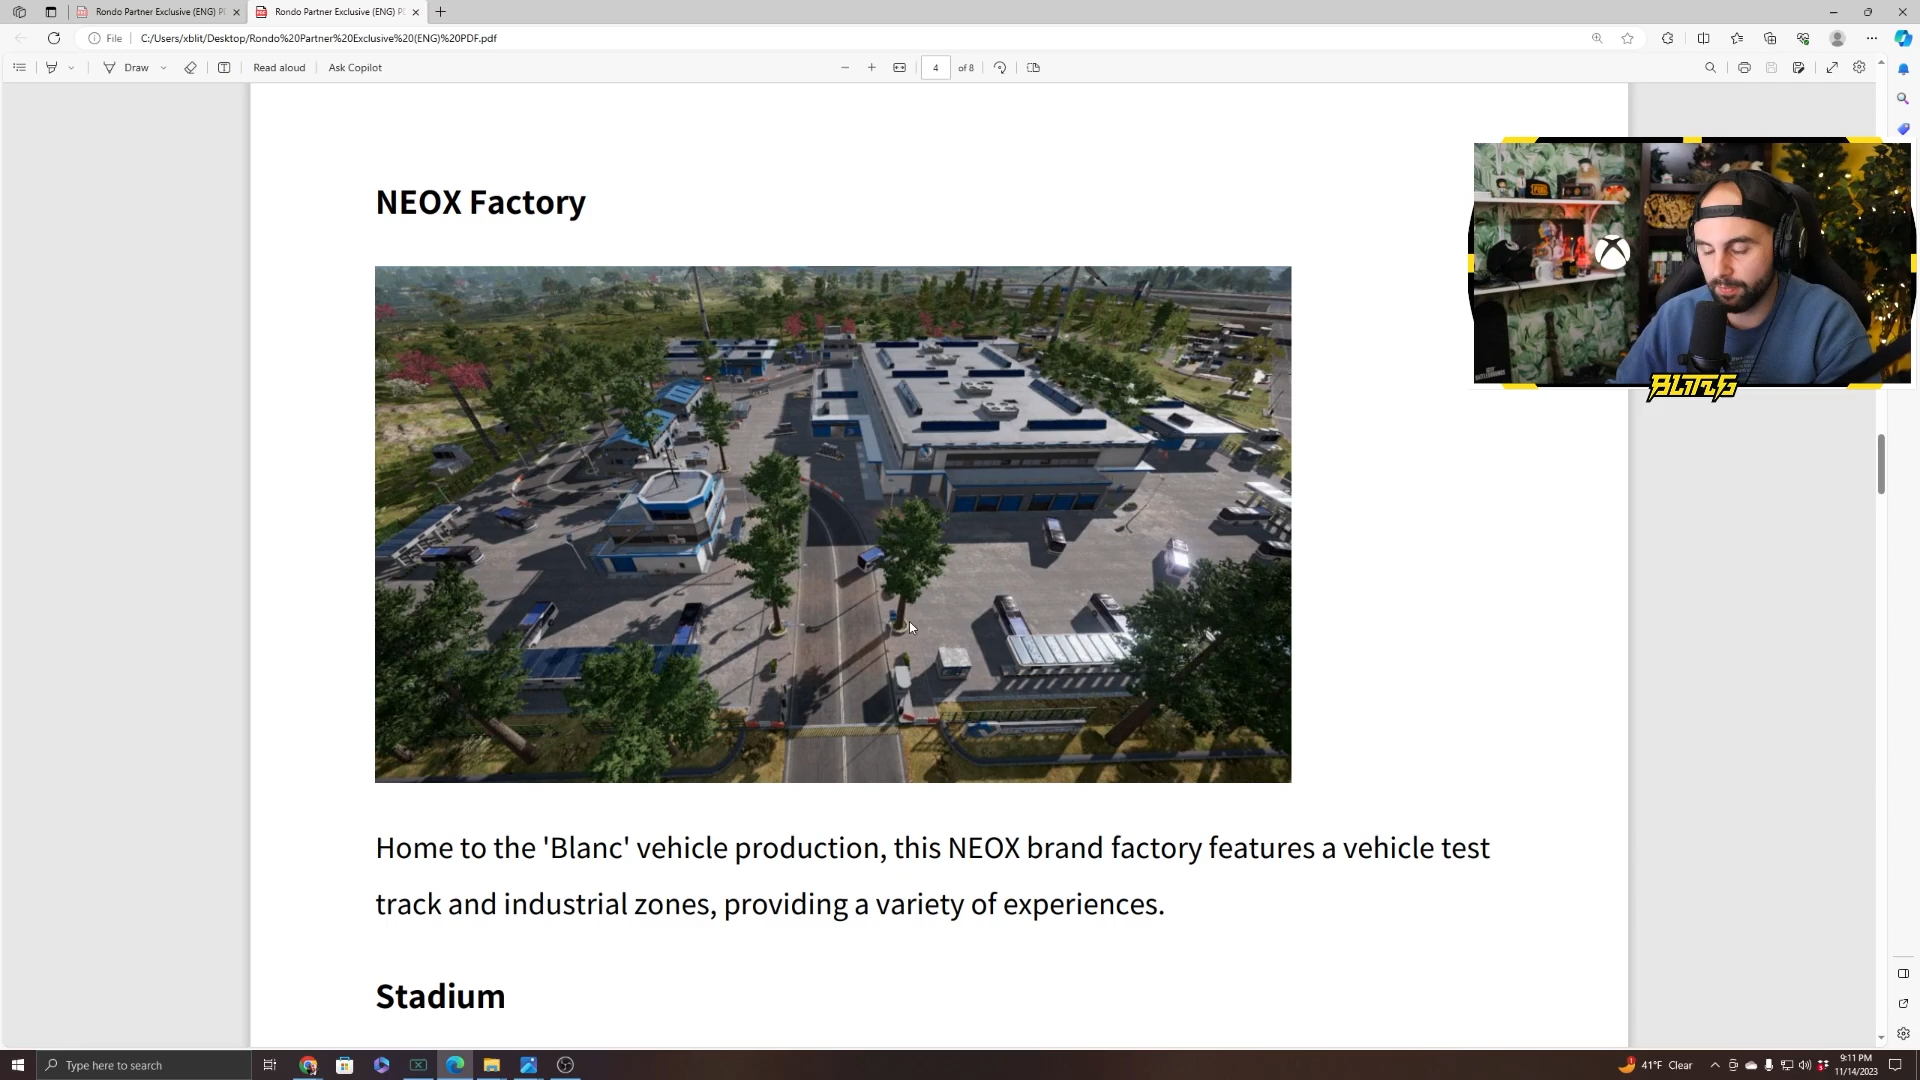 Rondo Partner Exclusive (ENG) P
Rondo Partner Exclusive (ENG) P
File
C:/Users/xblit/Desktop/Rondo%20Partner%20Exclusive%20(ENG)%20PDF.pdf
Draw
Read aloud
Ask Copilot
4
of 8
NEOX Factory
BLITZG
Home to the 'Blanc' vehicle production, this NEOX brand factory features a vehicle test
track and industrial zones, providing a variety of experiences.
Stadium
Type here to search
41°F Clear
9:11 PM
11/14/2023